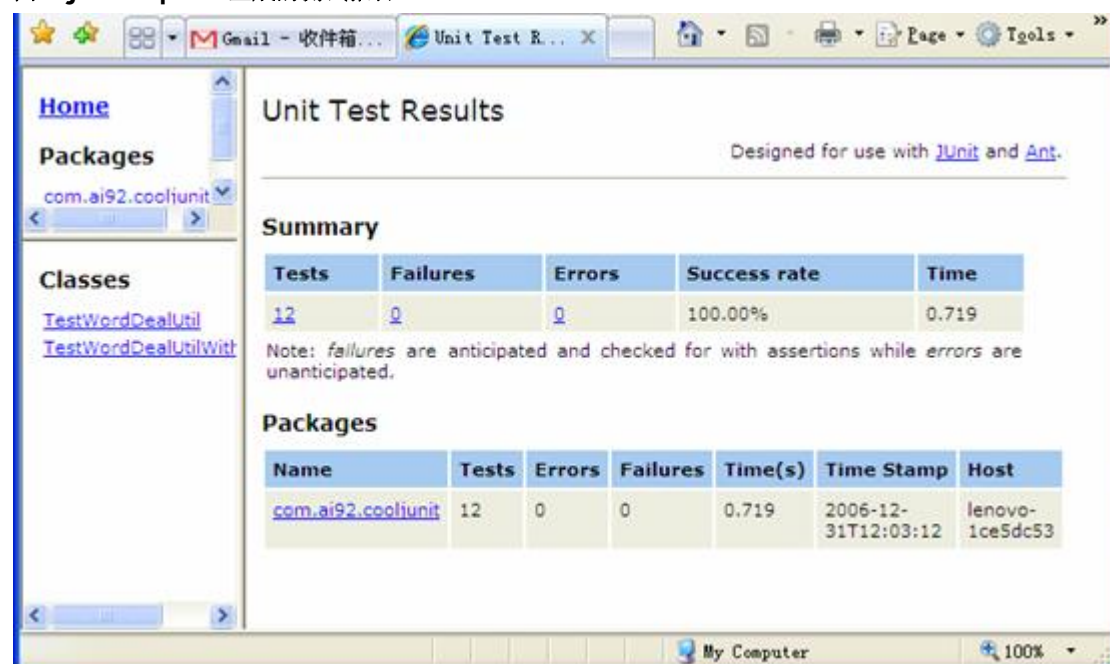 Gmail - 收件箱...
Unit Test R...
Page
Tools
Home
Packages
com.ai92.cooljunit
Classes
TestWordDealUtil
TestWordDealUtilWith
Unit Test Results
Designed for use with JUnit and Ant.
Summary
Tests Failures Errors Success rate Time
12 0 0 100.00% 0.719
Note: failures are anticipated and checked for with assertions while errors are
unanticipated.
Packages
Name Tests Errors Failures Time(s) Time Stamp Host
com.ai92.cooljunit 12 0 0 0.719 2006-12-
31T12:03:12 lenovo-
1ce5dc53
My Computer
100%